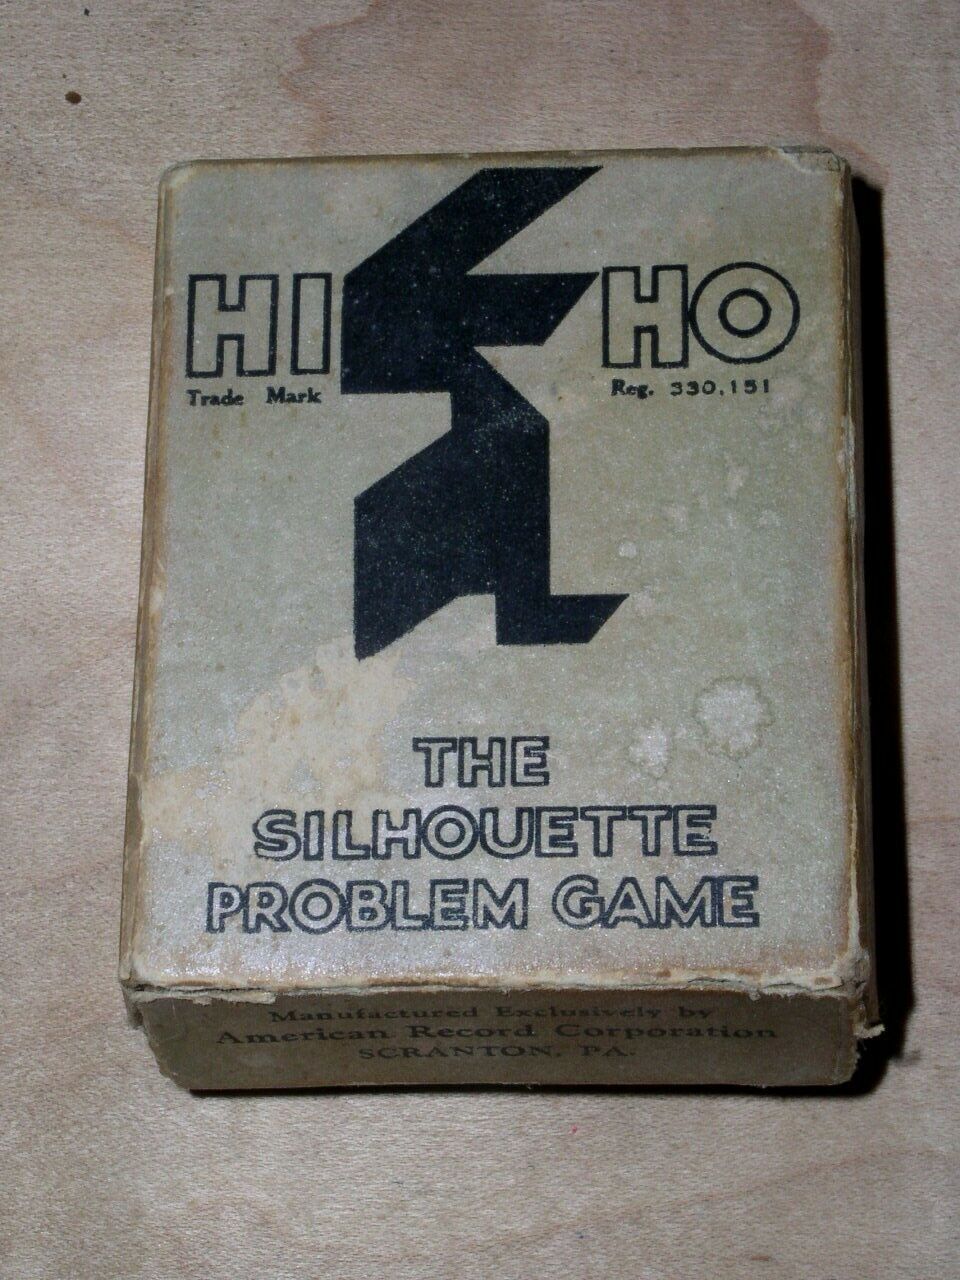 HI HO
Trade Mark Reg. 330,151
THE
SILHOUETTE
PROBLEM GAME
Manufactured Exclusively by
American Record Corporation
SCRANTON, PA.